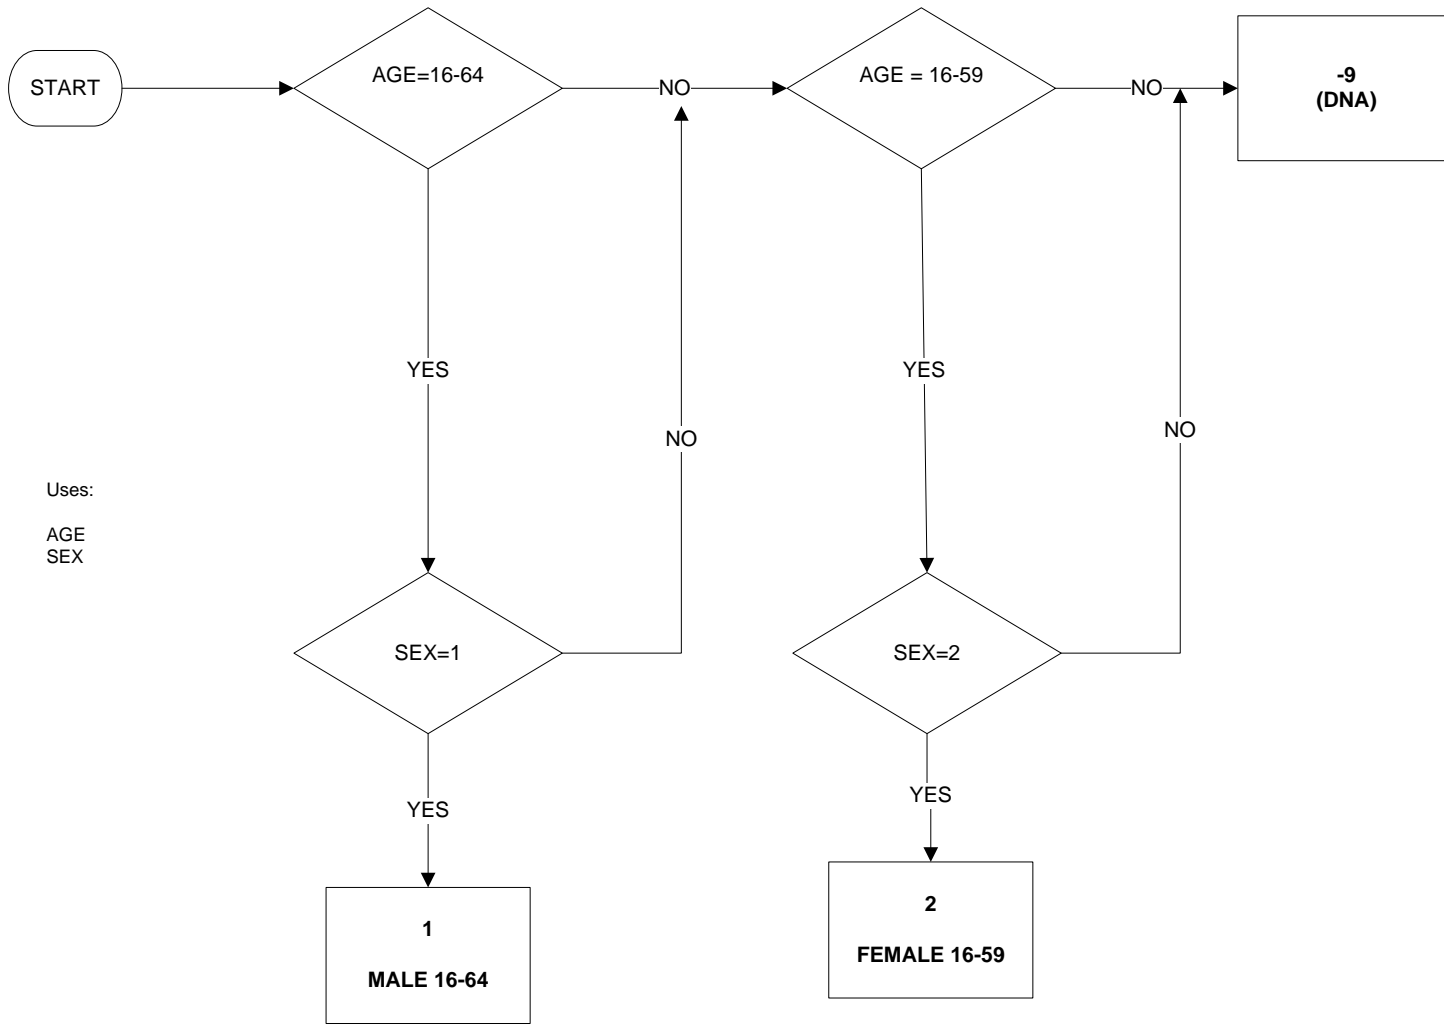 START
AGE=16-64
NO
AGE = 16-59
NO
-9
(DNA)
YES
YES
NO
NO
Uses:
AGE
SEX
SEX=1
SEX=2
YES
YES
1
MALE 16-64
2
FEMALE 16-59